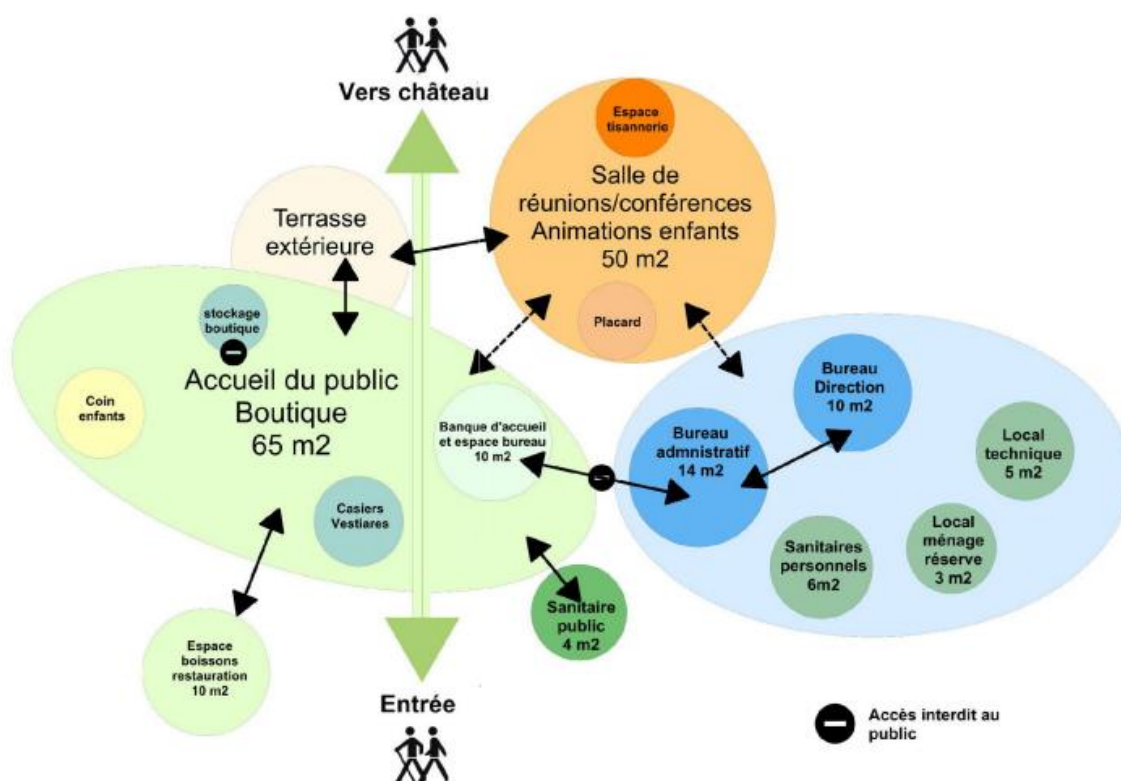 Vers château
Espace
tisannerie
Salle de
réunions/conférences
Animations enfants
50 m2
Placard
Terrasse
extérieure
stockage
boutique
Accueil du public
Boutique
65 m2
Coin
enfants
Banque d'accueil
et espace bureau
10 m2
Casiers
Vestiares
Bureau
Direction
10 m2
Bureau
admnistratif
14 m2
Local
technique
5 m2
Local
ménage
réserve
3 m2
Sanitaires
personnels
6m2
Sanitaire
public
4 m2
Espace
boissons
restauration
10 m2
Entrée
Accès interdit au
public